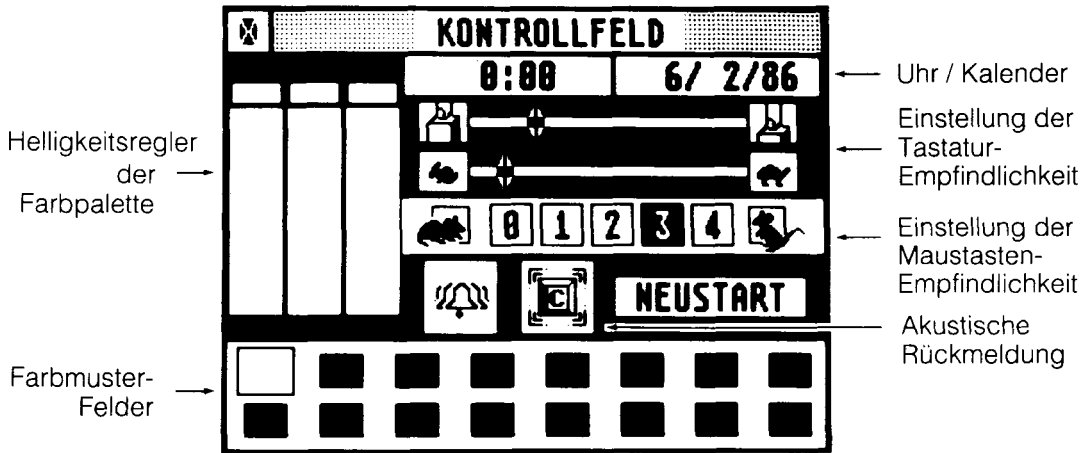 KONTROLLFELD
0:00 6/ 2/86
Uhr / Kalender
Einstellung der
Tastatur-
Empfindlichkeit
Helligkeitsregler
der
Farbpalette
0 1 2 3 4
Einstellung der
Maustasten-
Empfindlichkeit
C
NEUSTART
Akustische
Rückmeldung
Farbmuster-
Felder